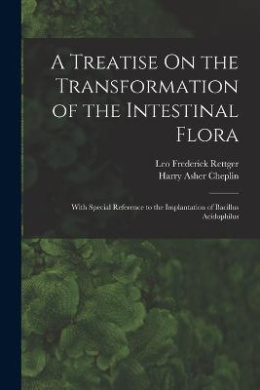 A Treatise On the
Transformation
of the Intestinal
Flora
Leo Frederick Rettger,
Harry Asher Cheplin
With Special Reference to the Implantation of Bacillus
Acidophilus